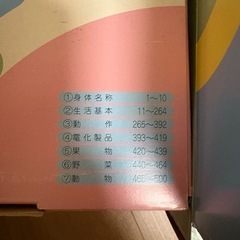 ①身体名称 1～10
②生活基本 11～264
③動作 265～392
④電化製品 393～419
⑤果物 420～439
⑥野菜 440～464
⑦動物 465～500